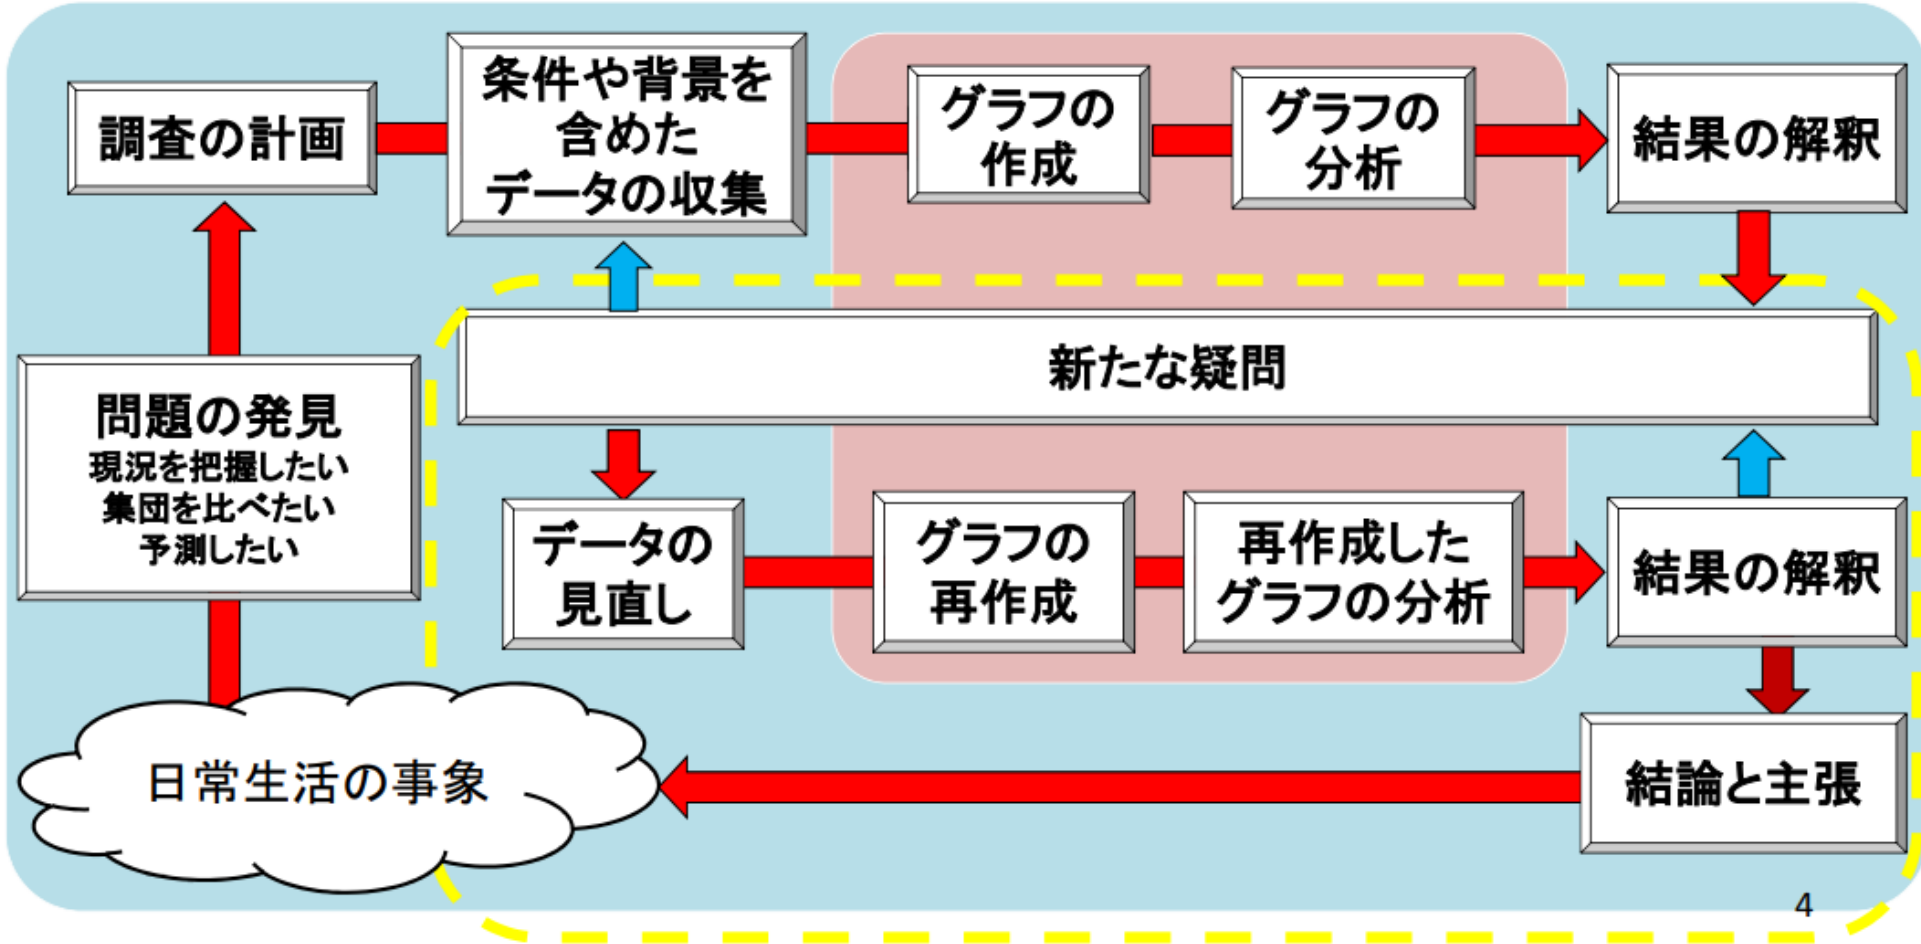 調査の計画
条件や背景を
含めた
データの収集
グラフの
作成
グラフの
分析
結果の解釈
新たな疑問
問題の発見
現況を把握したい
集団を比べたい
予測したい
データの
見直し
グラフの
再作成
再作成した
グラフの分析
結果の解釈
日常生活の事象
結論と主張
4